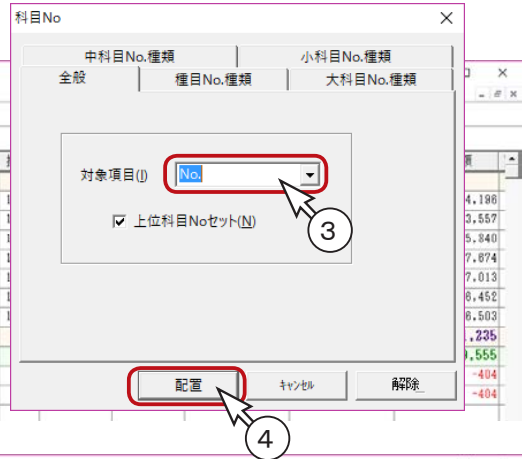 科目No
中科目No.種類 小科目No.種類
全般 種目No.種類 大科目No.種類
対象項目(I) No.
上位科目Noセット(N)
③
配置 キャンセル 解除
④
4.196
3.557
5.840
7.674
7.013
6.452
6.503
.235
.555
-404
-404